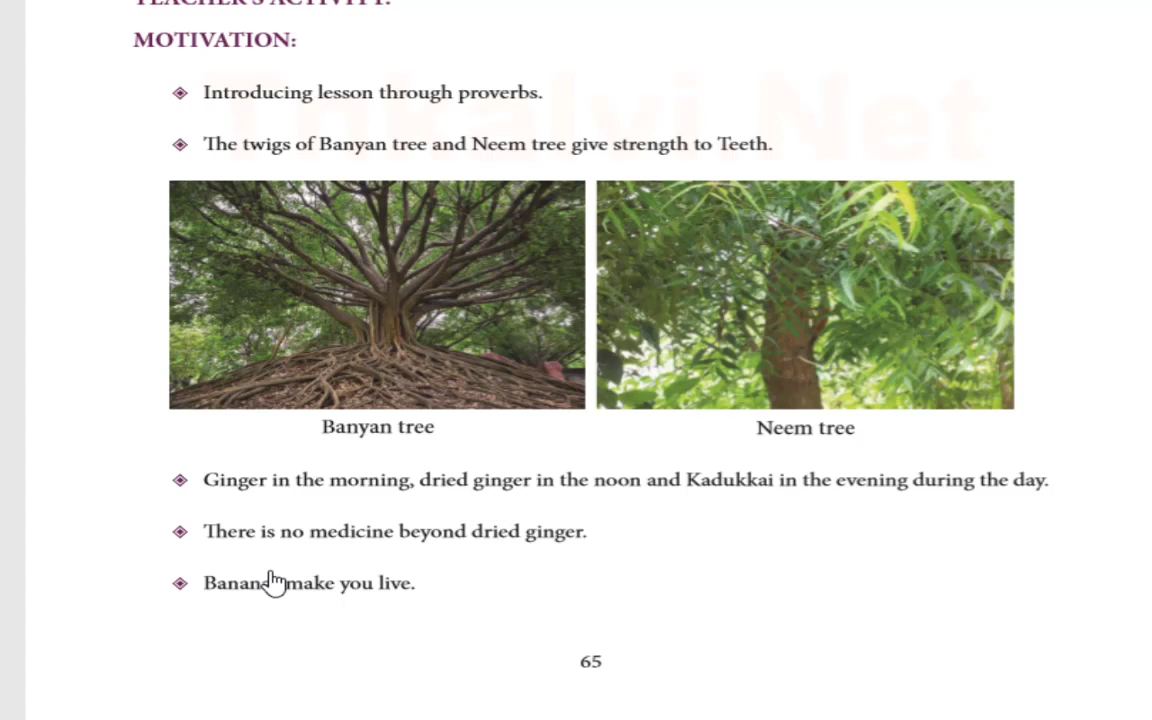 TEACHER'S ACTIVITY:
MOTIVATION:
Introducing lesson through proverbs.
The twigs of Banyan tree and Neem tree give strength to Teeth.
Banyan tree
Neem tree
Ginger in the morning, dried ginger in the noon and Kadukkai in the evening during the day.
There is no medicine beyond dried ginger.
make you live.
65